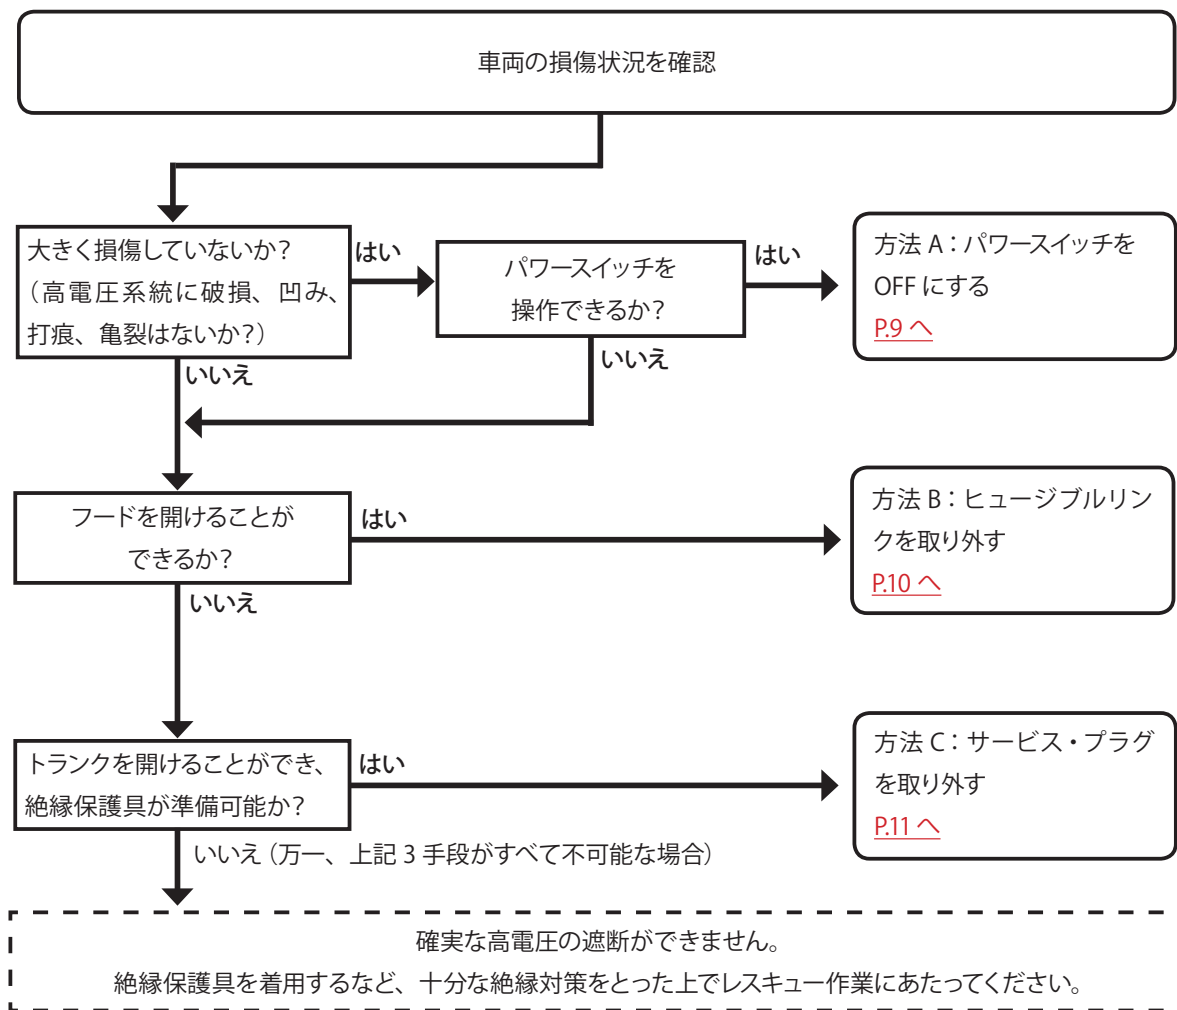 車両の損傷状況を確認
大きく損傷していないか？
（高電圧系統に破損、凹み、
打痕、亀裂はないか？）
はい
パワースイッチを
操作できるか？
はい
方法 A：パワースイッチを
OFF にする
P.9 へ
いいえ
いいえ
フードを開けることが
できるか？
はい
方法 B：ヒュージブルリン
クを取り外す
P.10 へ
いいえ
トランクを開けることができ、
絶縁保護具が準備可能か？
はい
方法 C：サービス・プラグ
を取り外す
P.11 へ
いいえ（万一、上記 3 手段がすべて不可能な場合）
確実な高電圧の遮断ができません。
絶縁保護具を着用するなど、十分な絶縁対策をとった上でレスキュー作業にあたってください。